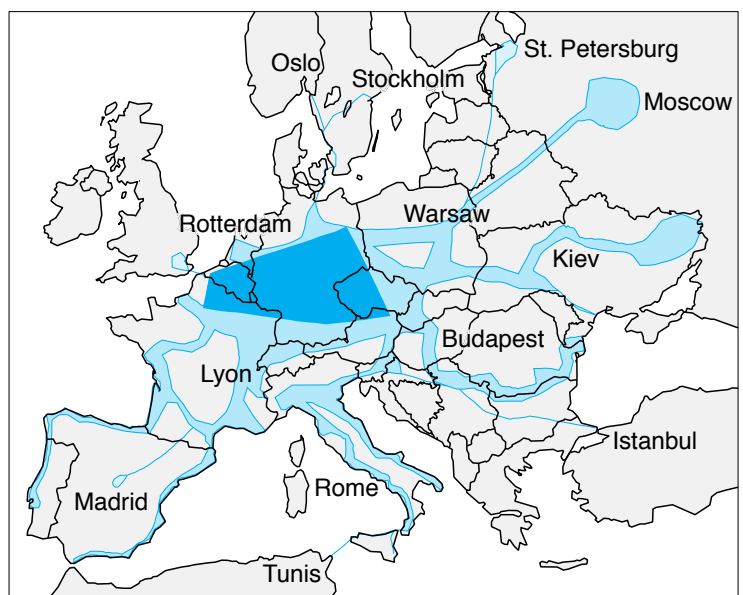 Oslo
St. Petersburg
Stockholm
Moscow
Rotterdam
Warsaw
Kiev
Budapest
Lyon
Istanbul
Madrid
Rome
Tunis